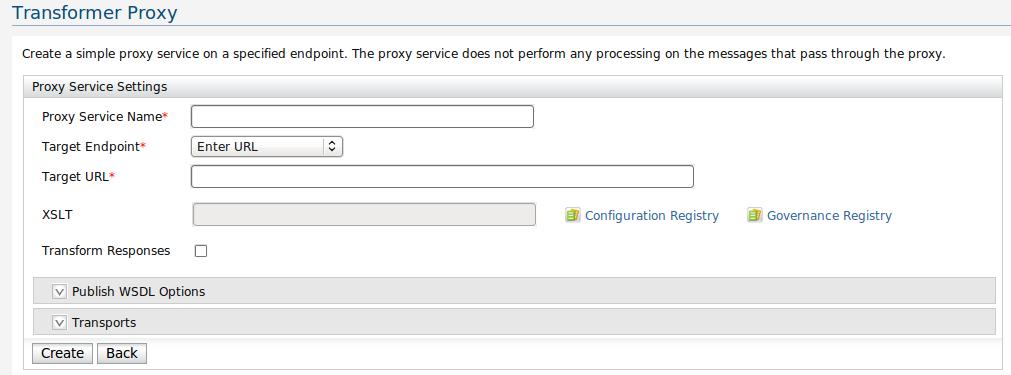 Transformer Proxy
Create a simple proxy service on a specified endpoint. The proxy service does not perform any processing on the messages that pass through the proxy.
Proxy Service Settings
Proxy Service Name*
Target Endpoint* Enter URL
Target URL*
XSLT Configuration Registry Governance Registry
Transform Responses
Publish WSDL Options
Transports
Create Back